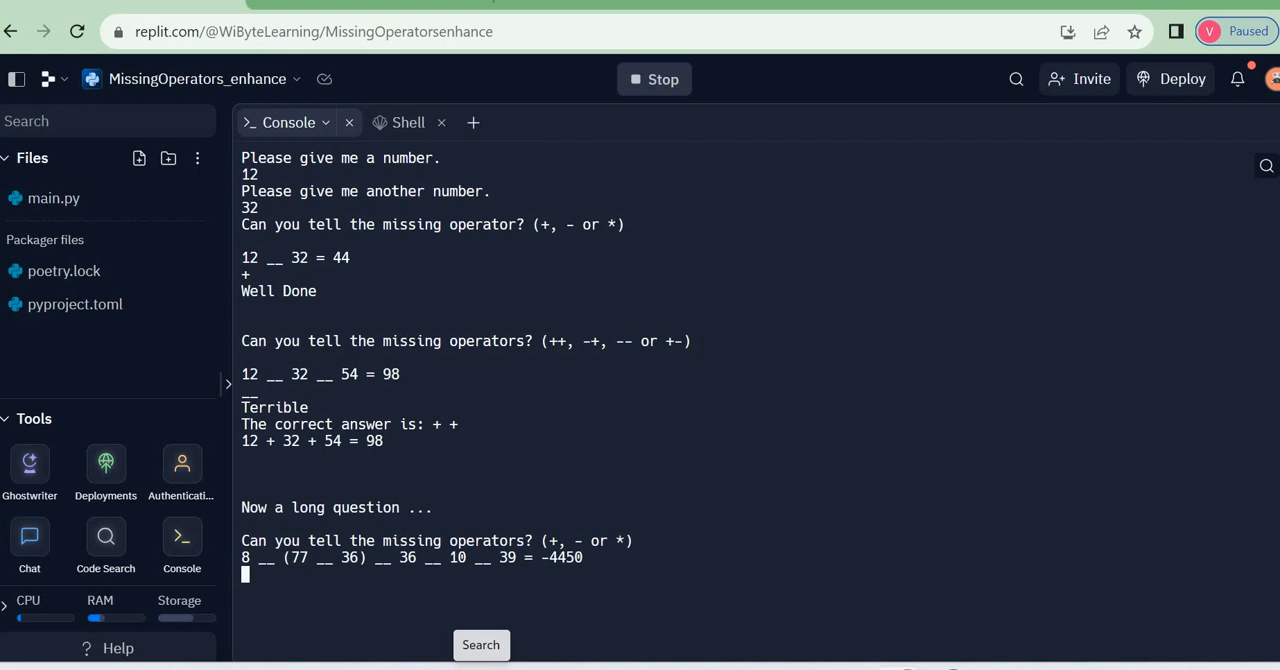 replit.com/@WiByteLearning/MissingOperatorsenhance
V Paused
MissingOperators_enhance
Stop
Invite
Deploy
Search
Files
main.py
Packager files
poetry.lock
pyproject.toml
Tools
Ghostwriter
Deployments
Authenticati...
Chat
Code Search
Console
CPU
RAM
Storage
? Help
>_ Console
Shell
Please give me a number.
12
Please give me another number.
32
Can you tell the missing operator? (+, - or *)
12 __ 32 = 44
+
Well Done
Can you tell the missing operators? (++, -+, -- or +-)
12 __ 32 __ 54 = 98
__
Terrible
The correct answer is: + +
12 + 32 + 54 = 98
Now a long question ...
Can you tell the missing operators? (+, - or *)
8 __ (77 __ 36) __ 36 __ 10 __ 39 = -4450
Search